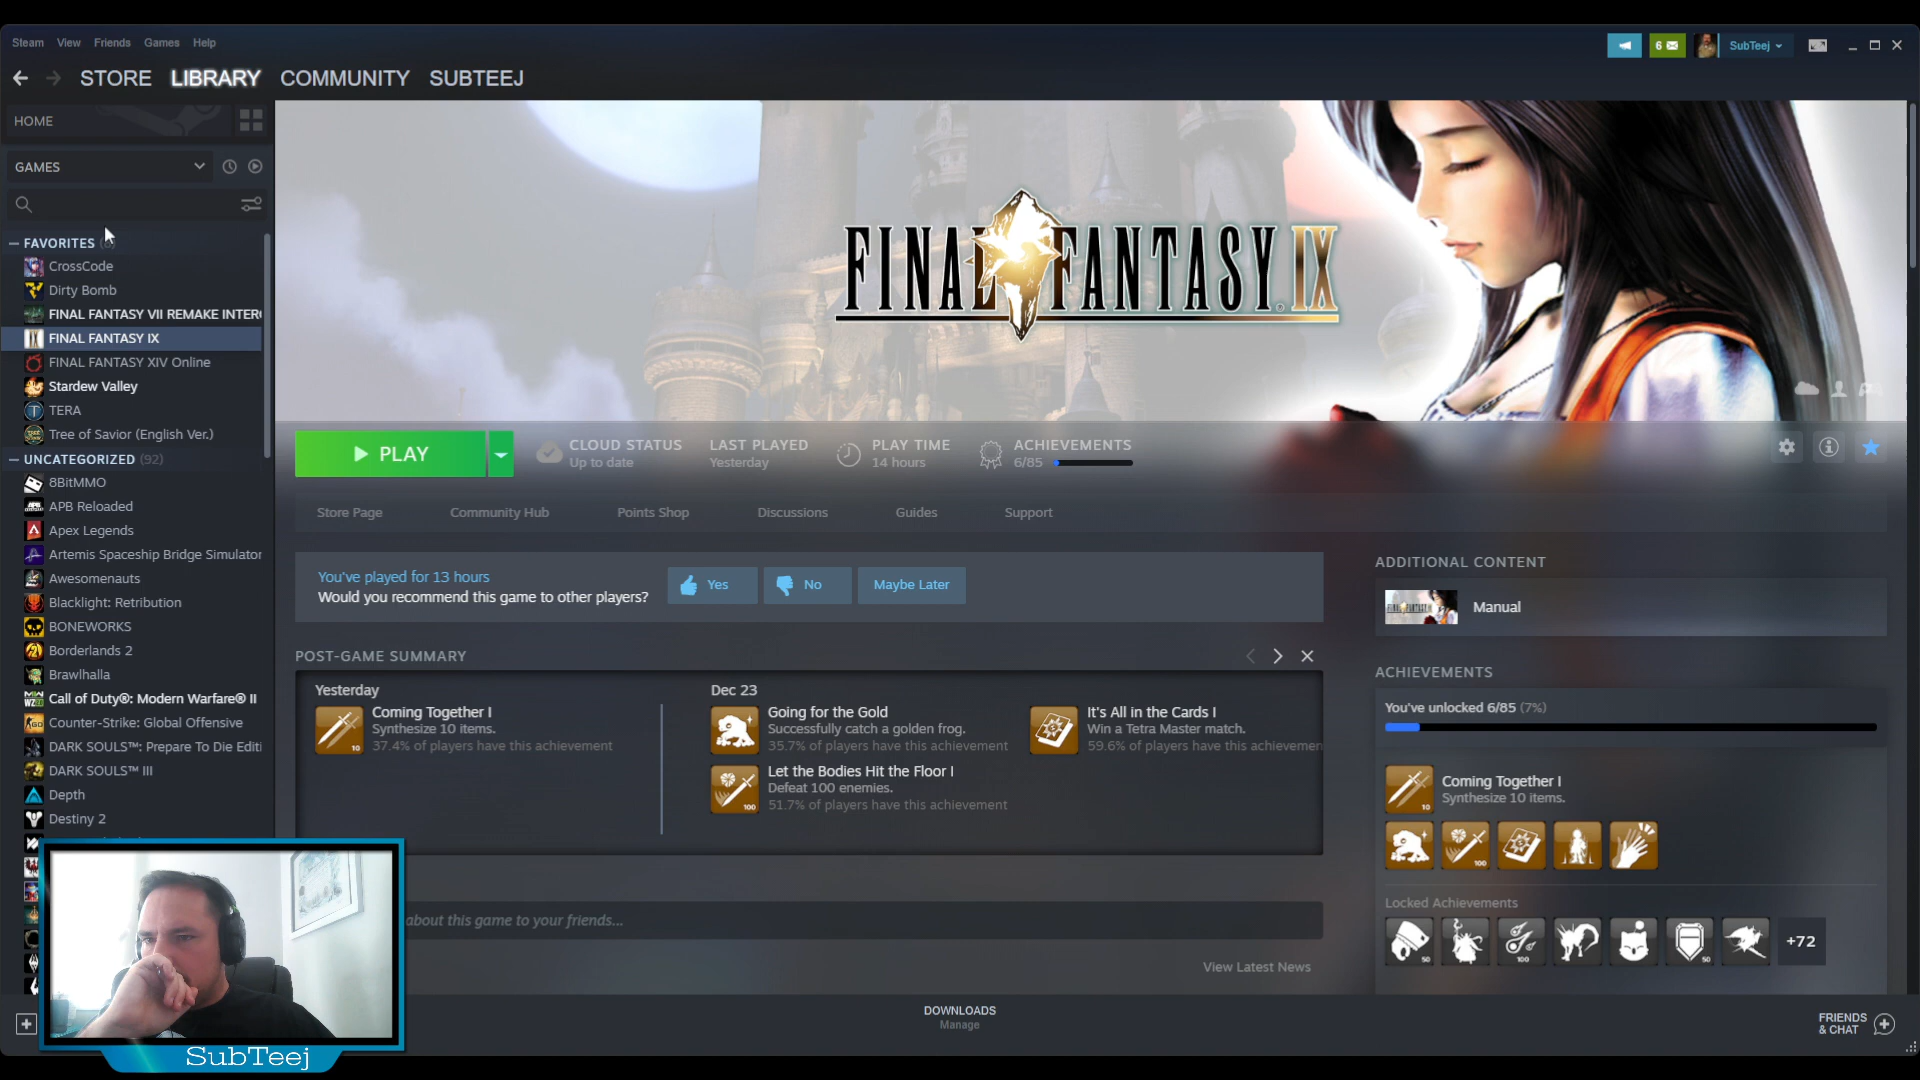 Steam View Friends Games Help
6
SubTeej
STORE LIBRARY COMMUNITY SUBTEEJ
HOME
GAMES
FAVORITES
CrossCode
Dirty Bomb
FINAL FANTASY VII REMAKE INTER
FINAL FANTASY IX
FINAL FANTASY XIV Online
Stardew Valley
TERA
Tree of Savior (English Ver.)
UNCATEGORIZED (92)
8BitMMO
APB Reloaded
Apex Legends
Artemis Spaceship Bridge Simulator
Awesomenauts
Blacklight: Retribution
BONEWORKS
Borderlands 2
Brawlhalla
Call of Duty®: Modern Warfare® II
Counter-Strike: Global Offensive
DARK SOULS™: Prepare To Die Editi
DARK SOULS™ III
Depth
Destiny 2
FINAL FANTASY IX
PLAY
CLOUD STATUS
Up to date
LAST PLAYED
Yesterday
PLAY TIME
14 hours
ACHIEVEMENTS
6/85
Store Page Community Hub Points Shop Discussions Guides Support
You've played for 13 hours
Would you recommend this game to other players?
Yes
No
Maybe Later
POST-GAME SUMMARY
Yesterday
Coming Together I
Synthesize 10 items.
37.4% of players have this achievement
Dec 23
Going for the Gold
Successfully catch a golden frog.
35.7% of players have this achievement
It's All in the Cards I
Win a Tetra Master match.
59.6% of players have this achievemen
Let the Bodies Hit the Floor I
Defeat 100 enemies.
51.7% of players have this achievement
about this game to your friends...
View Latest News
ADDITIONAL CONTENT
Manual
ACHIEVEMENTS
You've unlocked 6/85 (7%)
Coming Together I
Synthesize 10 items.
Locked Achievements
+72
DOWNLOADS
Manage
FRIENDS
& CHAT
SubTeej